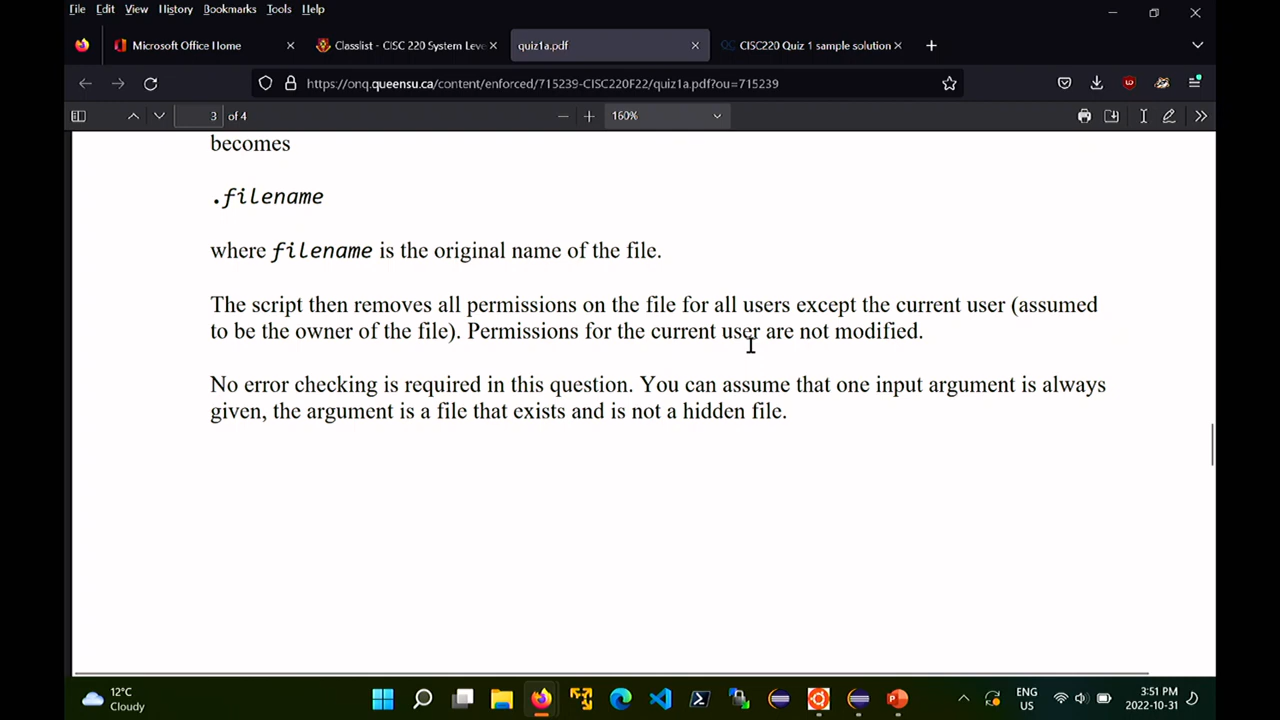 File Edit View History Bookmarks Tools Help
Microsoft Office Home
Classlist - CISC 220 System Leve
quiz1a.pdf
CISC220 Quiz 1 sample solution
https://onq.queensu.ca/content/enforced/715239-CISC220F22/quiz1a.pdf?ou=715239
3 of 4
160%
becomes
.filename
where filename is the original name of the file.
The script then removes all permissions on the file for all users except the current user (assumed
to be the owner of the file). Permissions for the current user are not modified.
No error checking is required in this question. You can assume that one input argument is always
given, the argument is a file that exists and is not a hidden file.
12°C
Cloudy
ENG
US
3:51 PM
2022-10-31